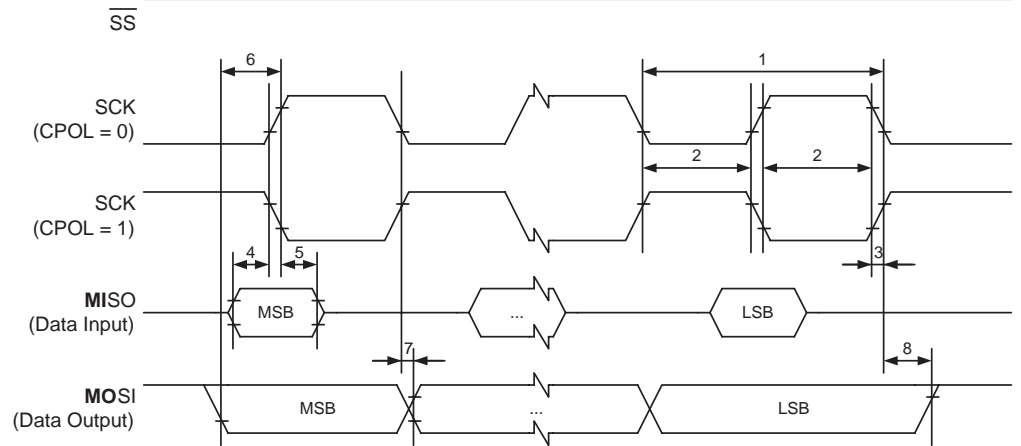 SS
6
1
SCK
(CPOL = 0)
2
2
SCK
(CPOL = 1)
4
5
3
MISO
(Data Input)
MSB
...
LSB
7
8
MOSI
(Data Output)
MSB
...
LSB